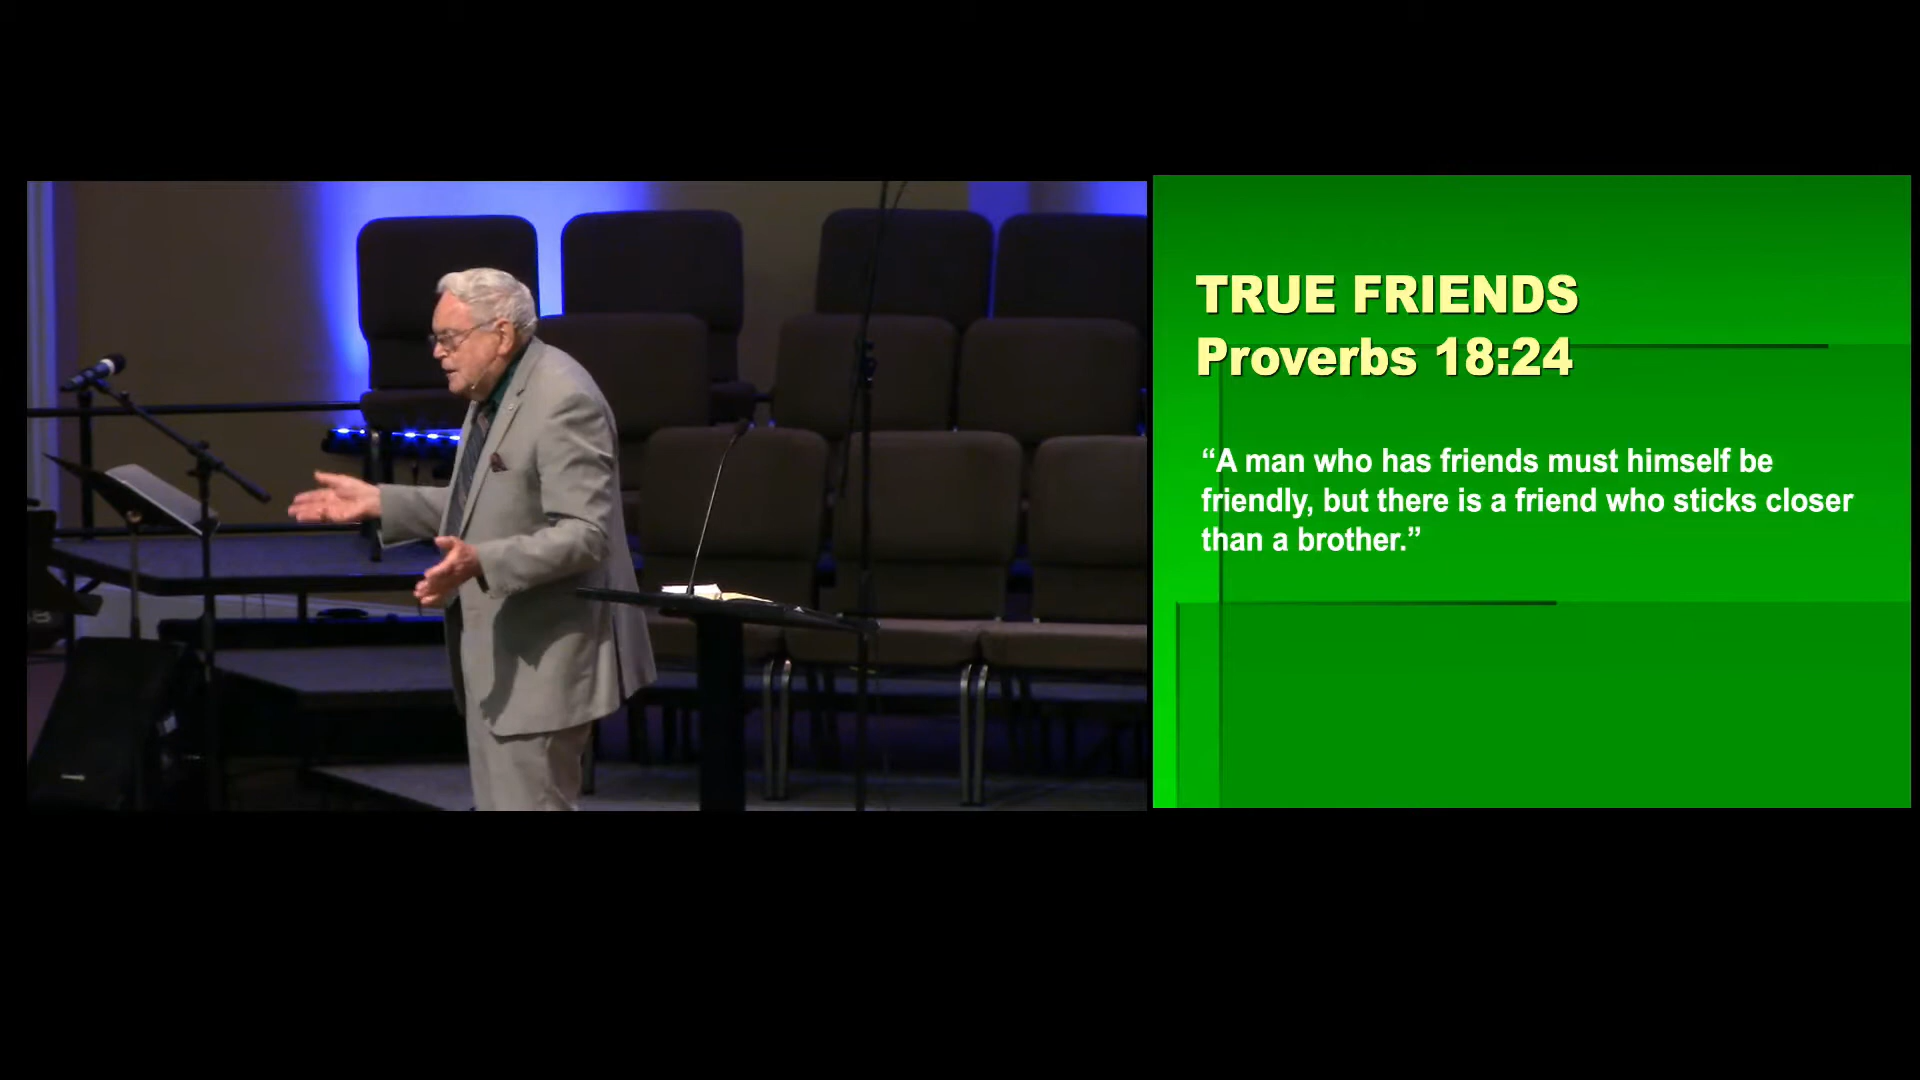 TRUE FRIENDS
Proverbs 18:24
“A man who has friends must himself be
friendly, but there is a friend who sticks closer
than a brother.”